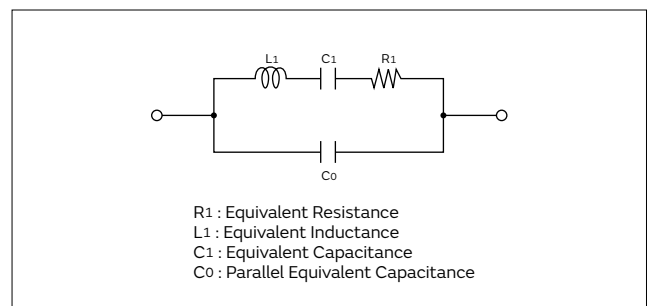 L1 C1 R1
C0
R1 : Equivalent Resistance
L1 : Equivalent Inductance
C1 : Equivalent Capacitance
C0 : Parallel Equivalent Capacitance